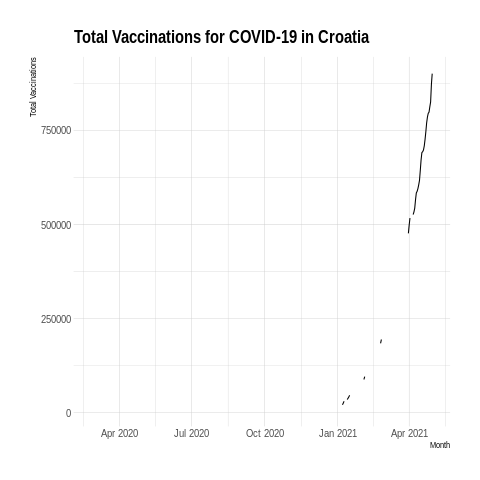 Total Vaccinations for COVID-19 in Croatia
Total Vaccinations
750000
500000
250000
0
Apr 2020 Jul 2020 Oct 2020 Jan 2021 Apr 2021
Month